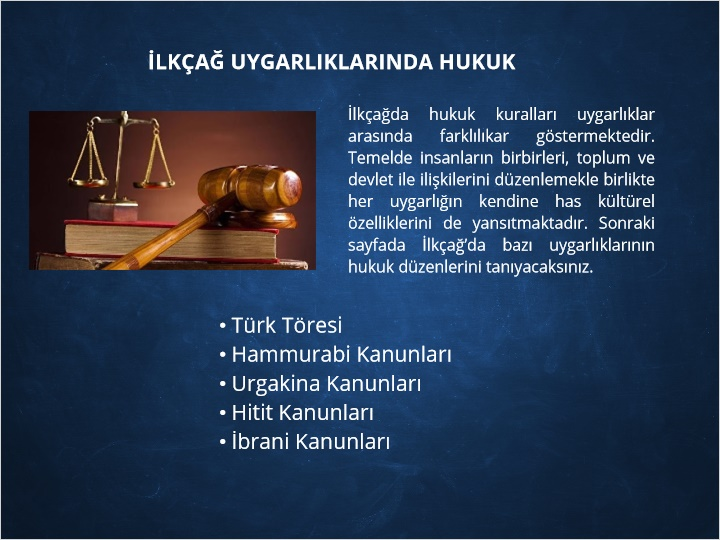 İLKÇAĞ UYGARLIKLARINDA HUKUK
İlkçağda hukuk kuralları uygarlıklar
arasında farklılıkar göstermektedir.
Temelde insanların birbirleri, toplum ve
devlet ile ilişkilerini düzenlemekle birlikte
her uygarlığın kendine has kültürel
özelliklerini de yansıtmaktadır. Sonraki
sayfada İlkçağ’da bazı uygarlıklarının
hukuk düzenlerini tanıyacaksınız.
• Türk Töresi
• Hammurabi Kanunları
• Urgakina Kanunları
• Hitit Kanunları
• İbrani Kanunları